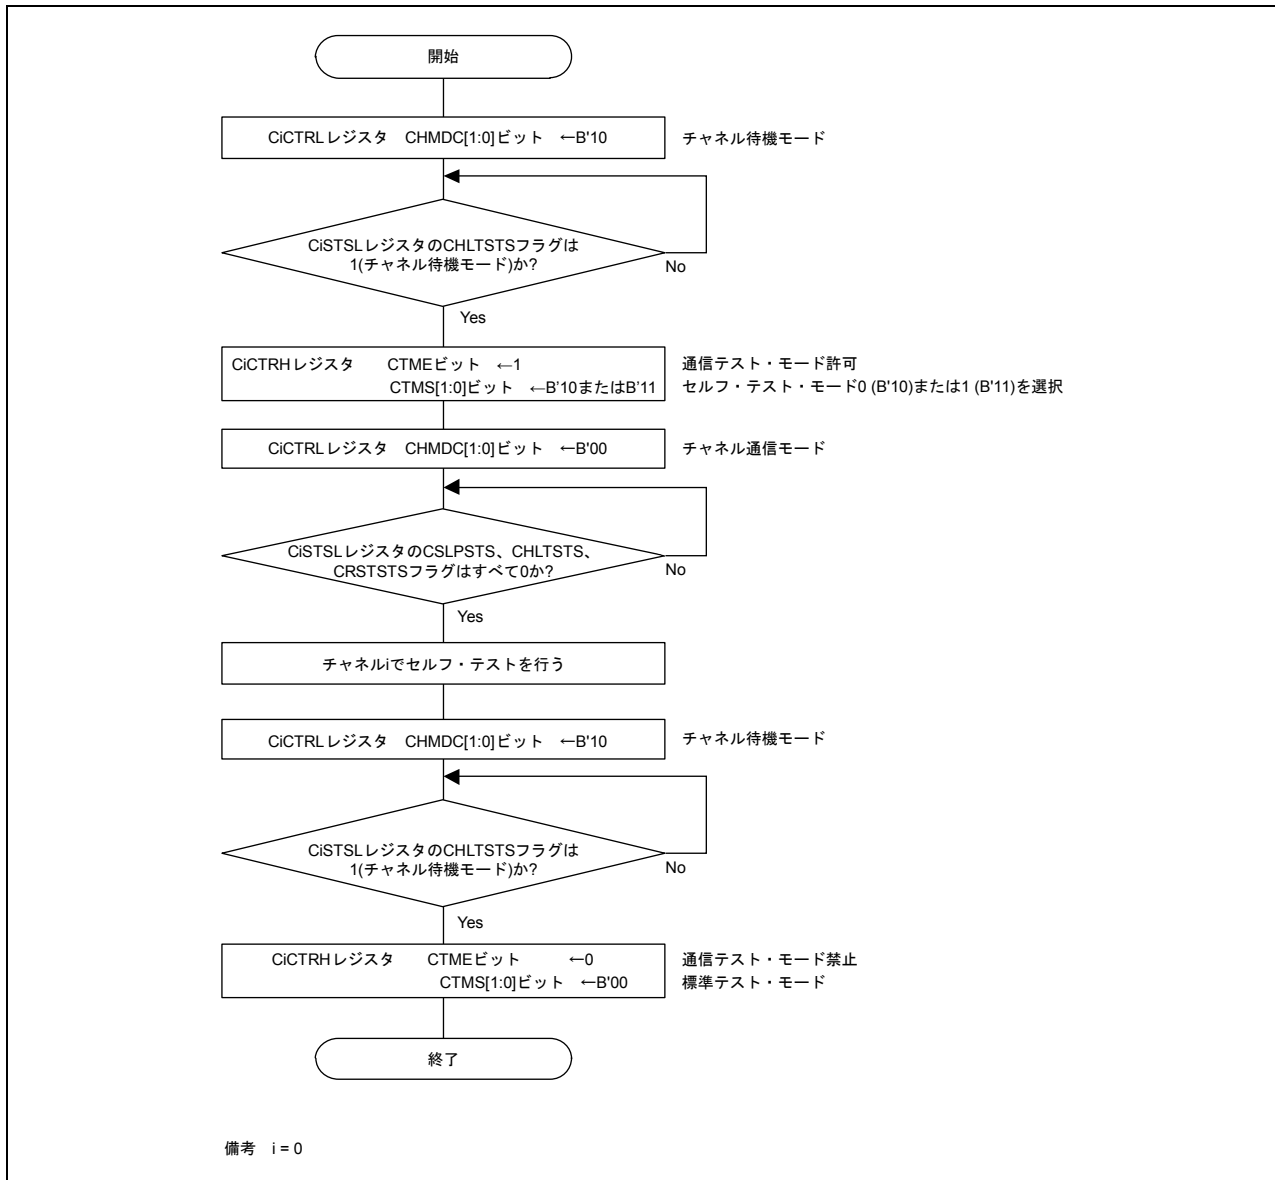 開始
CiCTRLレジスタ　CHMDC[1:0]ビット　←B'10
チャネル待機モード
CiSTSLレジスタのCHLTSTSフラグは
1(チャネル待機モード)か?
No
Yes
CiCTRHレジスタ　CTMEビット　←1
通信テスト・モード許可
CTMS[1:0]ビット　←B'10またはB'11
セルフ・テスト・モード0 (B'10)または1 (B'11)を選択
CiCTRLレジスタ　CHMDC[1:0]ビット　←B'00
チャネル通信モード
CiSTSLレジスタのCSLPSTS、CHLTSTS、
CRSTSTSフラグはすべて0か?
No
Yes
チャネルiでセルフ・テストを行う
CiCTRLレジスタ　CHMDC[1:0]ビット　←B'10
チャネル待機モード
CiSTSLレジスタのCHLTSTSフラグは
1(チャネル待機モード)か?
No
Yes
CiCTRHレジスタ　CTMEビット　←0
通信テスト・モード禁止
CTMS[1:0]ビット　←B'00
標準テスト・モード
終了
備考　i = 0